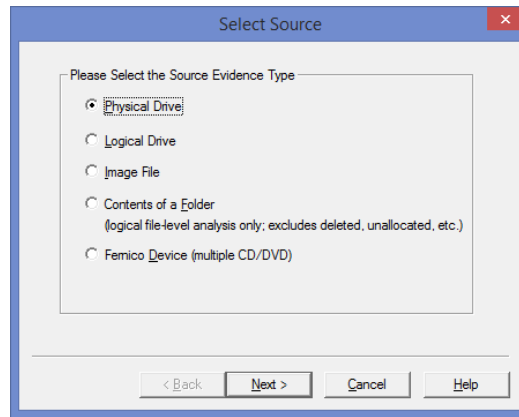 Select Source
Please Select the Source Evidence Type
Physical Drive
Logical Drive
Image File
Contents of a Folder
(logical file-level analysis only; excludes deleted, unallocated, etc.)
Fernico Device (multiple CD/DVD)
< Back Next > Cancel Help